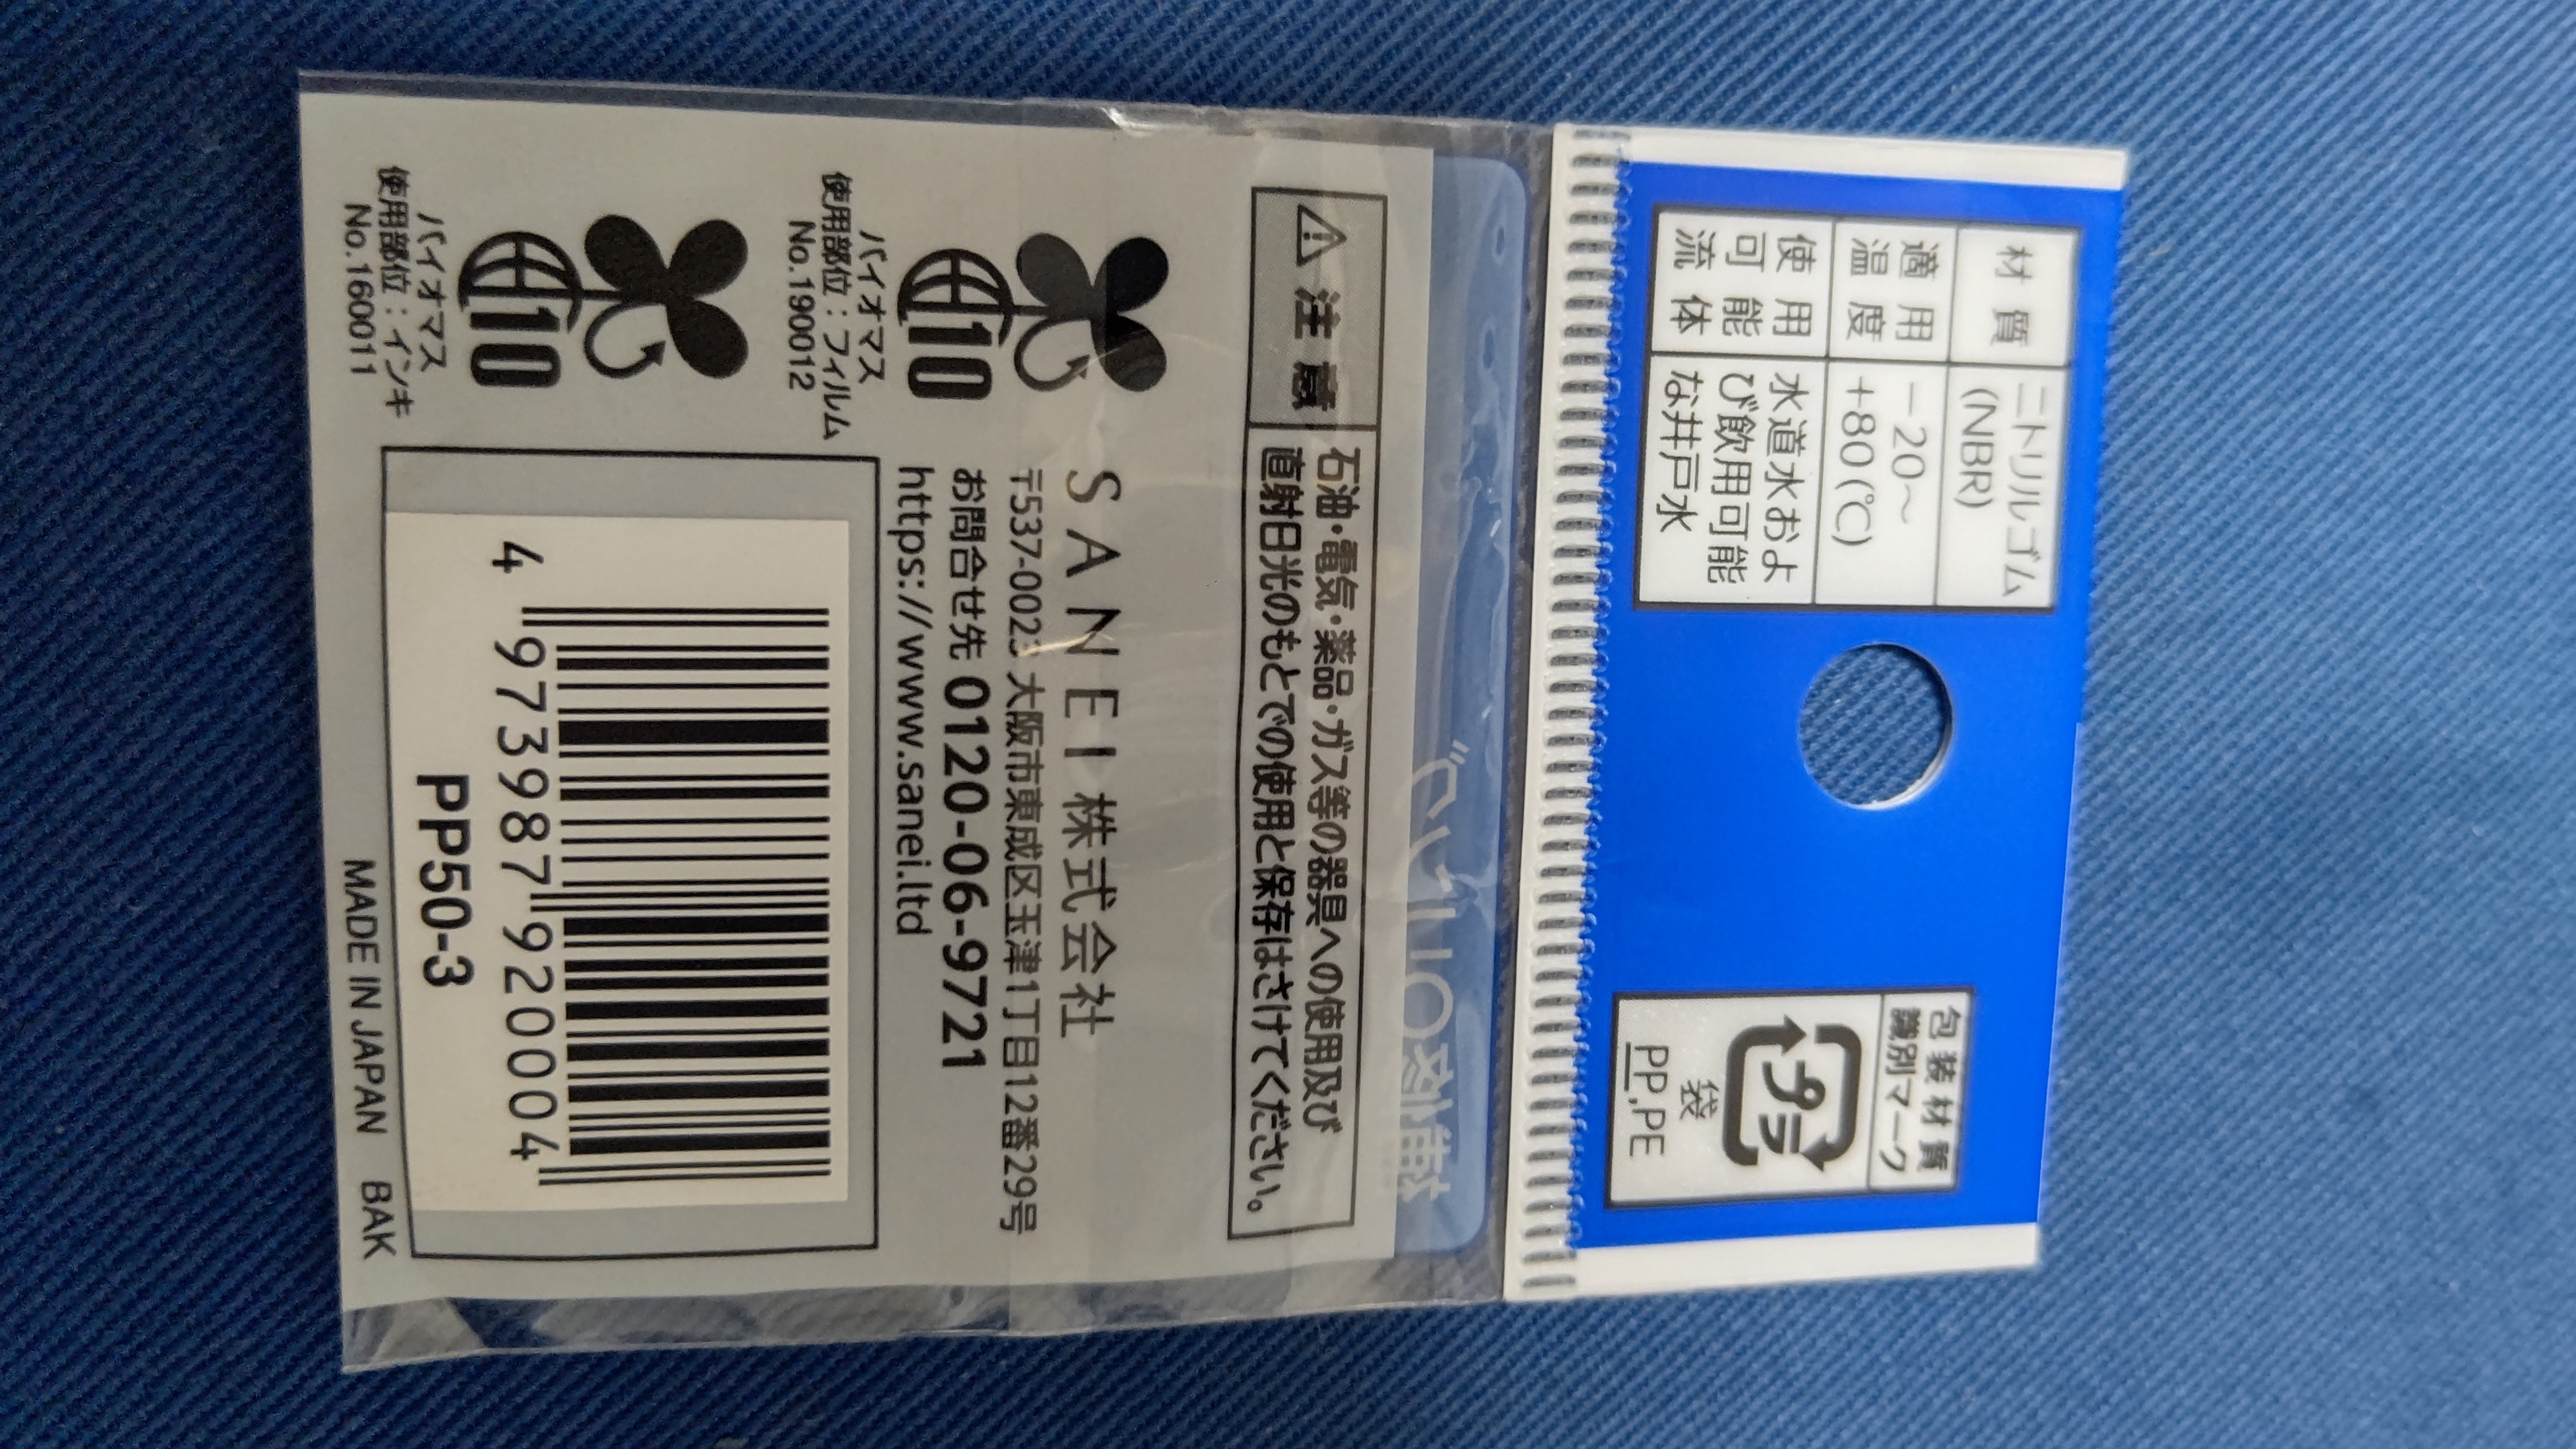 材質
ニトリルゴム
(NBR)
適用
温度
－20〜
＋80(℃)
使用
可能
流体
水道水およ
び飲用可能
な井戸水
包装材質
識別マーク
プラ
袋
PP,PE
⚠注意
石油・電気・薬品・ガス等の器具への使用及び
直射日光のもとでの使用と保存はさけてください。
10
バイオマス
使用部位：フィルム
No.190012
10
バイオマス
使用部位：インキ
No.160011
SANEI株式会社
〒537-0023 大阪市東成区玉津1丁目12番29号
お問合せ先 0120-06-9721
https://www.sanei.ltd
4 973987 920004
PP50-3
MADE IN JAPAN BAK